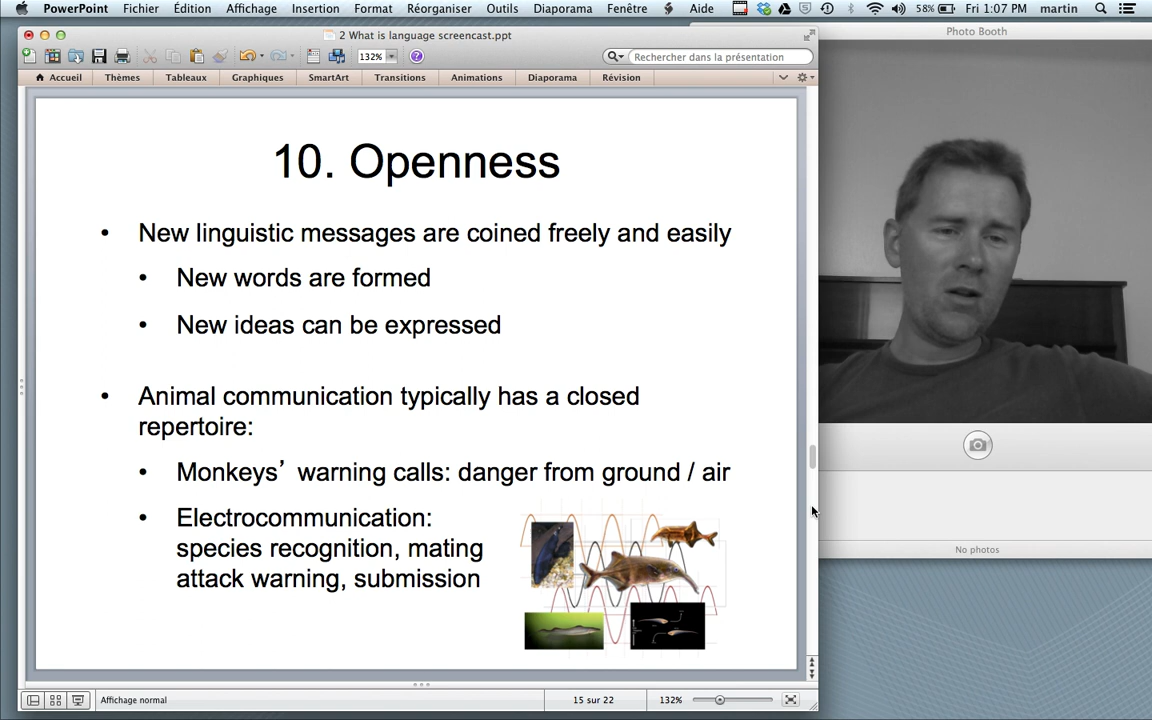 PowerPoint Fichier Édition Affichage Insertion Format Réorganiser Outils Diaporama Fenêtre Aide 58% Fri 1:07 PM martin
Photo Booth
2 What is language screencast.ppt
132% Rechercher dans la présentation
Accueil Thèmes Tableaux Graphiques SmartArt Transitions Animations Diaporama Révision
10. Openness
• New linguistic messages are coined freely and easily
• New words are formed
• New ideas can be expressed
• Animal communication typically has a closed
repertoire:
• Monkeys’ warning calls: danger from ground / air
• Electrocommunication:
species recognition, mating
attack warning, submission
No photos
Affichage normal 15 sur 22 132%